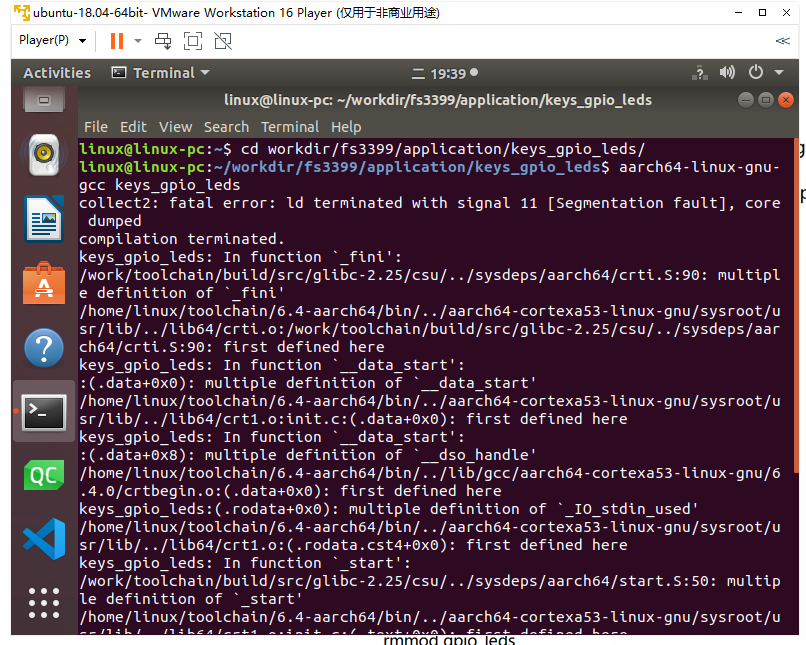 ubuntu-18.04-64bit- VMware Workstation 16 Player (仅用于非商业用途)
Player(P)
Activities Terminal 二 19:39
linux@linux-pc: ~/workdir/fs3399/application/keys_gpio_leds
File Edit View Search Terminal Help
linux@linux-pc:~$ cd workdir/fs3399/application/keys_gpio_leds/
linux@linux-pc:~/workdir/fs3399/application/keys_gpio_leds$ aarch64-linux-gnu-
gcc keys_gpio_leds
collect2: fatal error: ld terminated with signal 11 [Segmentation fault], core
 dumped
compilation terminated.
keys_gpio_leds: In function `_fini':
/work/toolchain/build/src/glibc-2.25/csu/../sysdeps/aarch64/crti.S:90: multipl
e definition of `_fini'
/home/linux/toolchain/6.4-aarch64/bin/../aarch64-cortexa53-linux-gnu/sysroot/u
sr/lib/../lib64/crti.o:/work/toolchain/build/src/glibc-2.25/csu/../sysdeps/aar
ch64/crti.S:90: first defined here
keys_gpio_leds: In function `__data_start':
:(.data+0x0): multiple definition of `__data_start'
/home/linux/toolchain/6.4-aarch64/bin/../aarch64-cortexa53-linux-gnu/sysroot/u
sr/lib/../lib64/crt1.o:init.c:(.data+0x0): first defined here
keys_gpio_leds: In function `__data_start':
:(.data+0x8): multiple definition of `__dso_handle'
/home/linux/toolchain/6.4-aarch64/bin/../lib/gcc/aarch64-cortexa53-linux-gnu/6
.4.0/crtbegin.o:(.data+0x0): first defined here
keys_gpio_leds:(.rodata+0x0): multiple definition of `_IO_stdin_used'
/home/linux/toolchain/6.4-aarch64/bin/../aarch64-cortexa53-linux-gnu/sysroot/u
sr/lib/../lib64/crt1.o:(.rodata.cst4+0x0): first defined here
keys_gpio_leds: In function `_start':
/work/toolchain/build/src/glibc-2.25/csu/../sysdeps/aarch64/start.S:50: multip
le definition of `_start'
/home/linux/toolchain/6.4-aarch64/bin/../aarch64-cortexa53-linux-gnu/sysroot/u
sr/lib/../lib64/crt1.o:init.c:(.text+0x0): first defined here
QC
rmmod gpio_leds